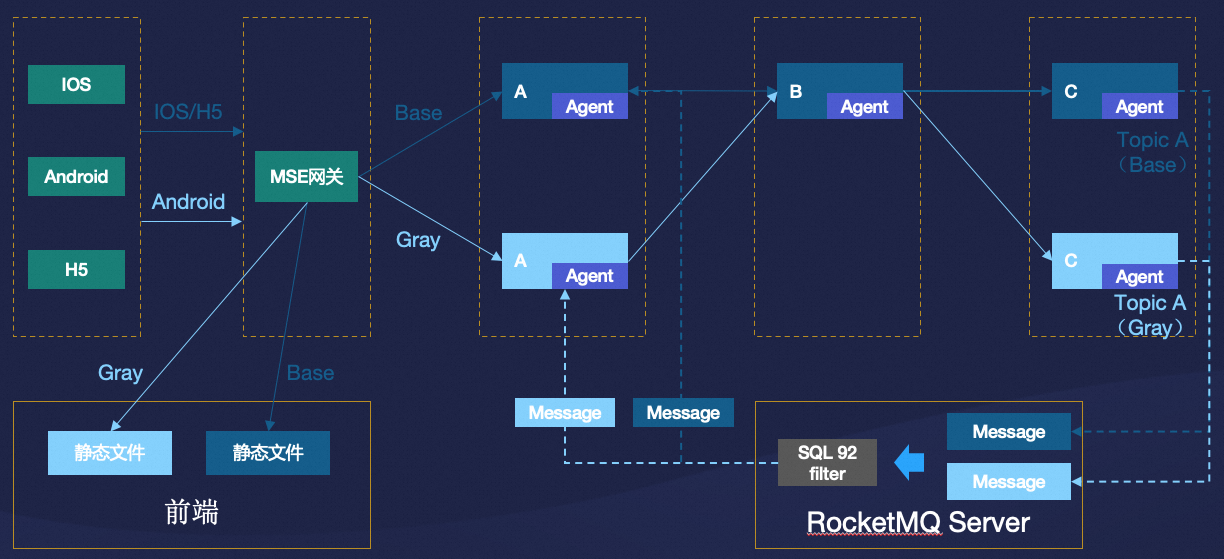 IOS
Android
H5
IOS/H5
Android
MSE网关
Base
Gray
A
Agent
A
Agent
B
Agent
C
Agent
Topic A
（Base）
C
Agent
Topic A
（Gray）
Gray
Base
静态文件
静态文件
前端
Message
Message
SQL 92
filter
Message
Message
RocketMQ Server